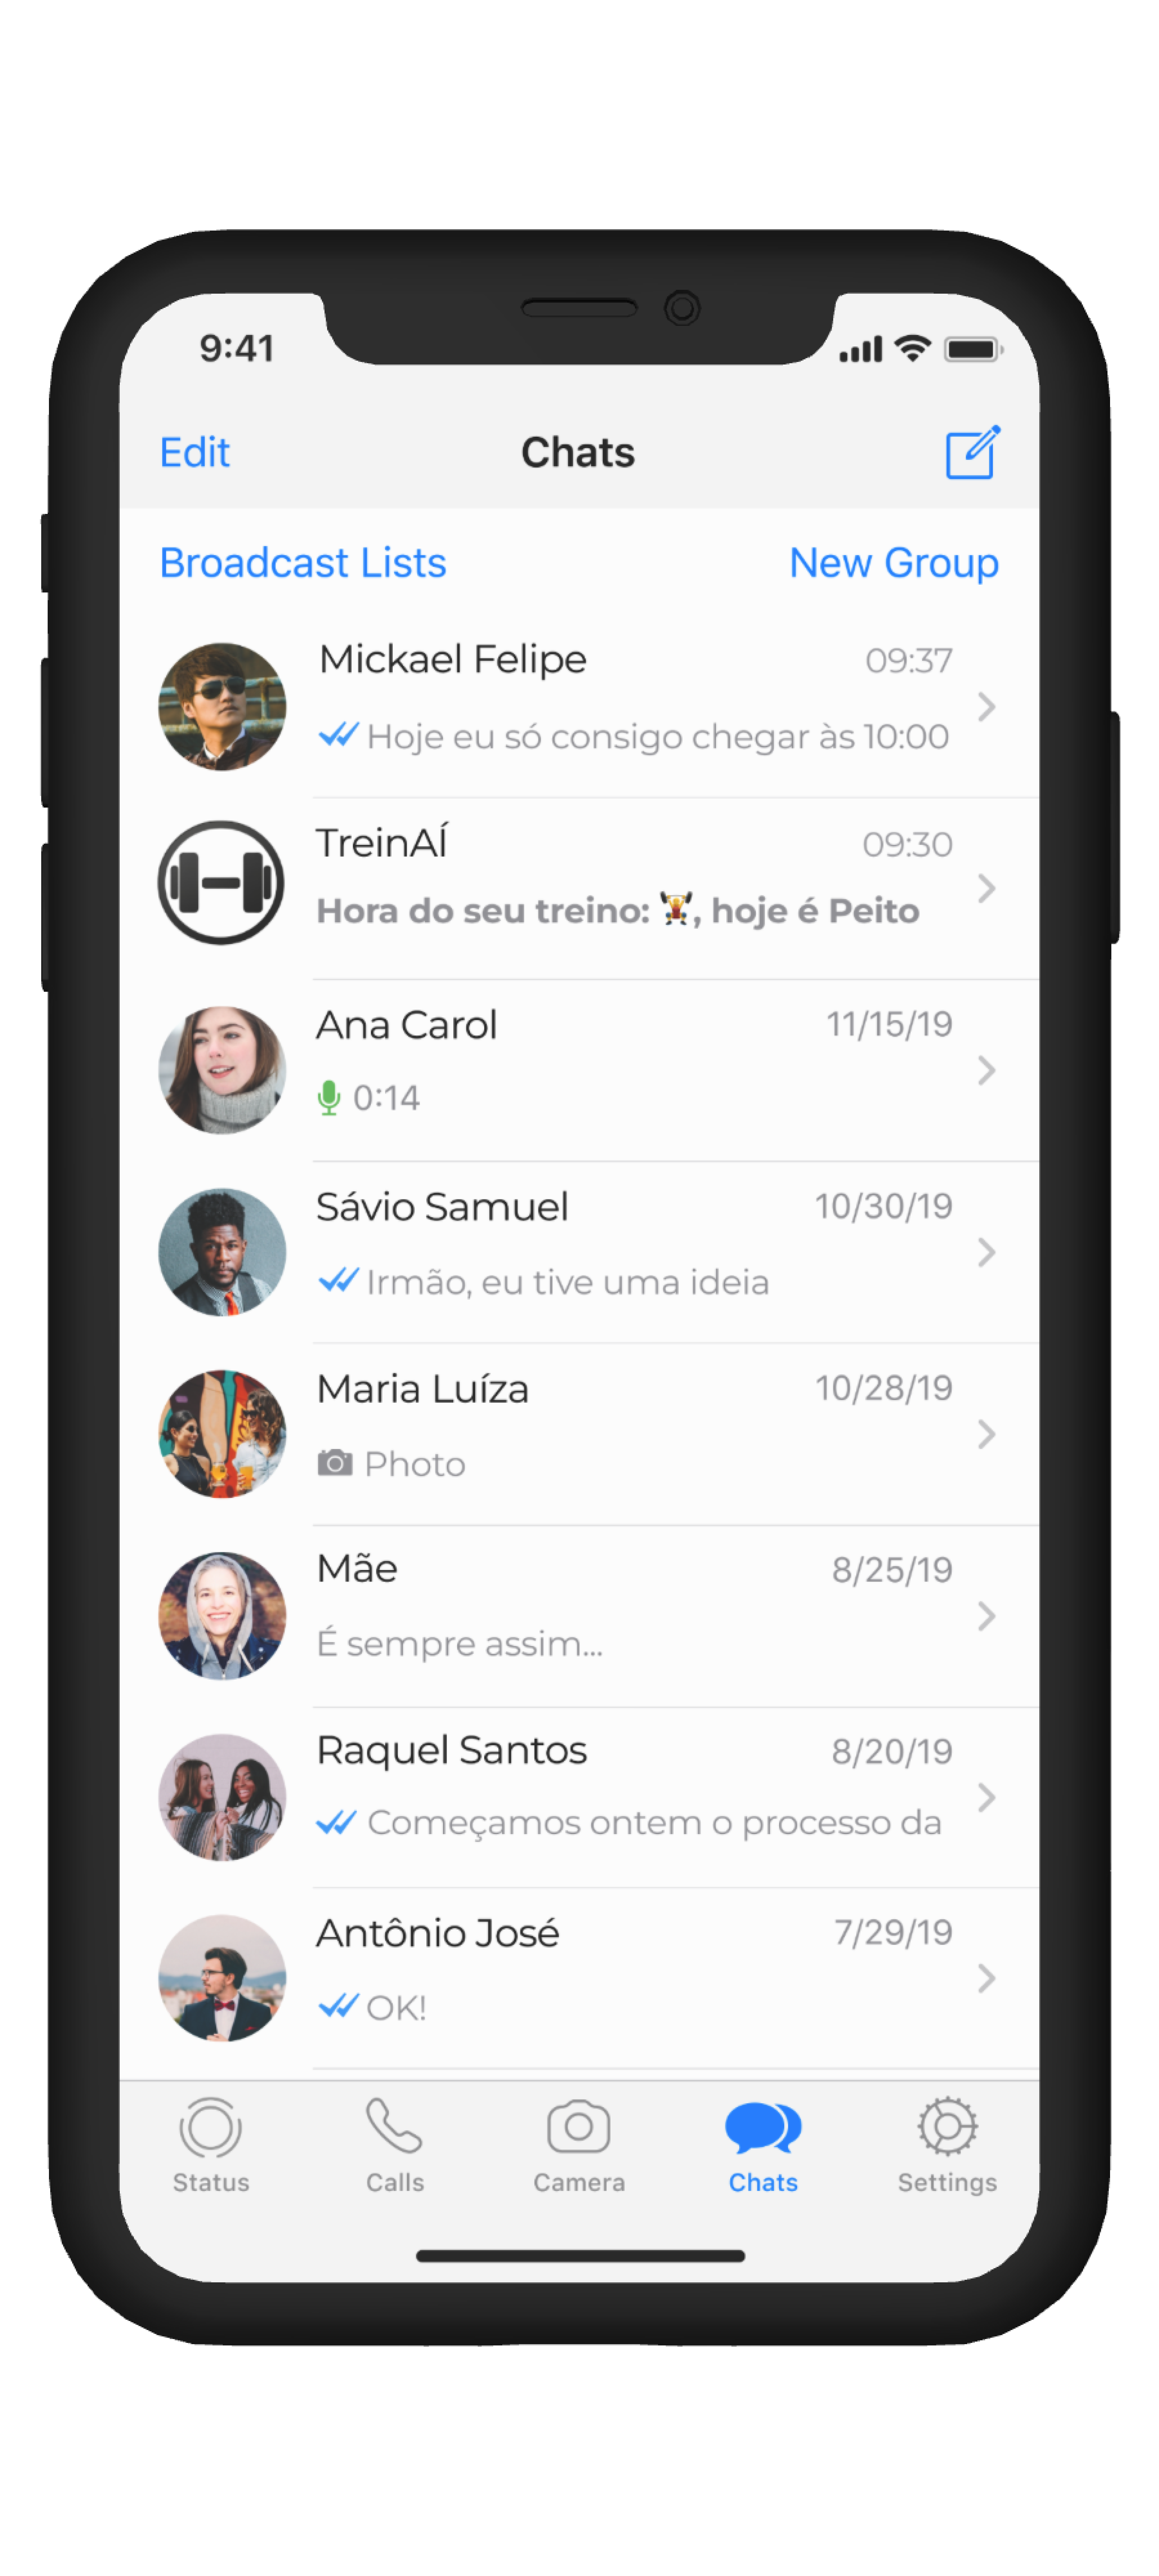 9:41
Edit Chats
Broadcast Lists New Group
Mickael Felipe 09:37
Hoje eu só consigo chegar às 10:00
TreinAÍ 09:30
Hora do seu treino: 🏋, hoje é Peito
Ana Carol 11/15/19
0:14
Sávio Samuel 10/30/19
Irmão, eu tive uma ideia
Maria Luíza 10/28/19
Photo
Mãe 8/25/19
É sempre assim...
Raquel Santos 8/20/19
Começamos ontem o processo da
Antônio José 7/29/19
OK!
Status Calls Camera Chats Settings